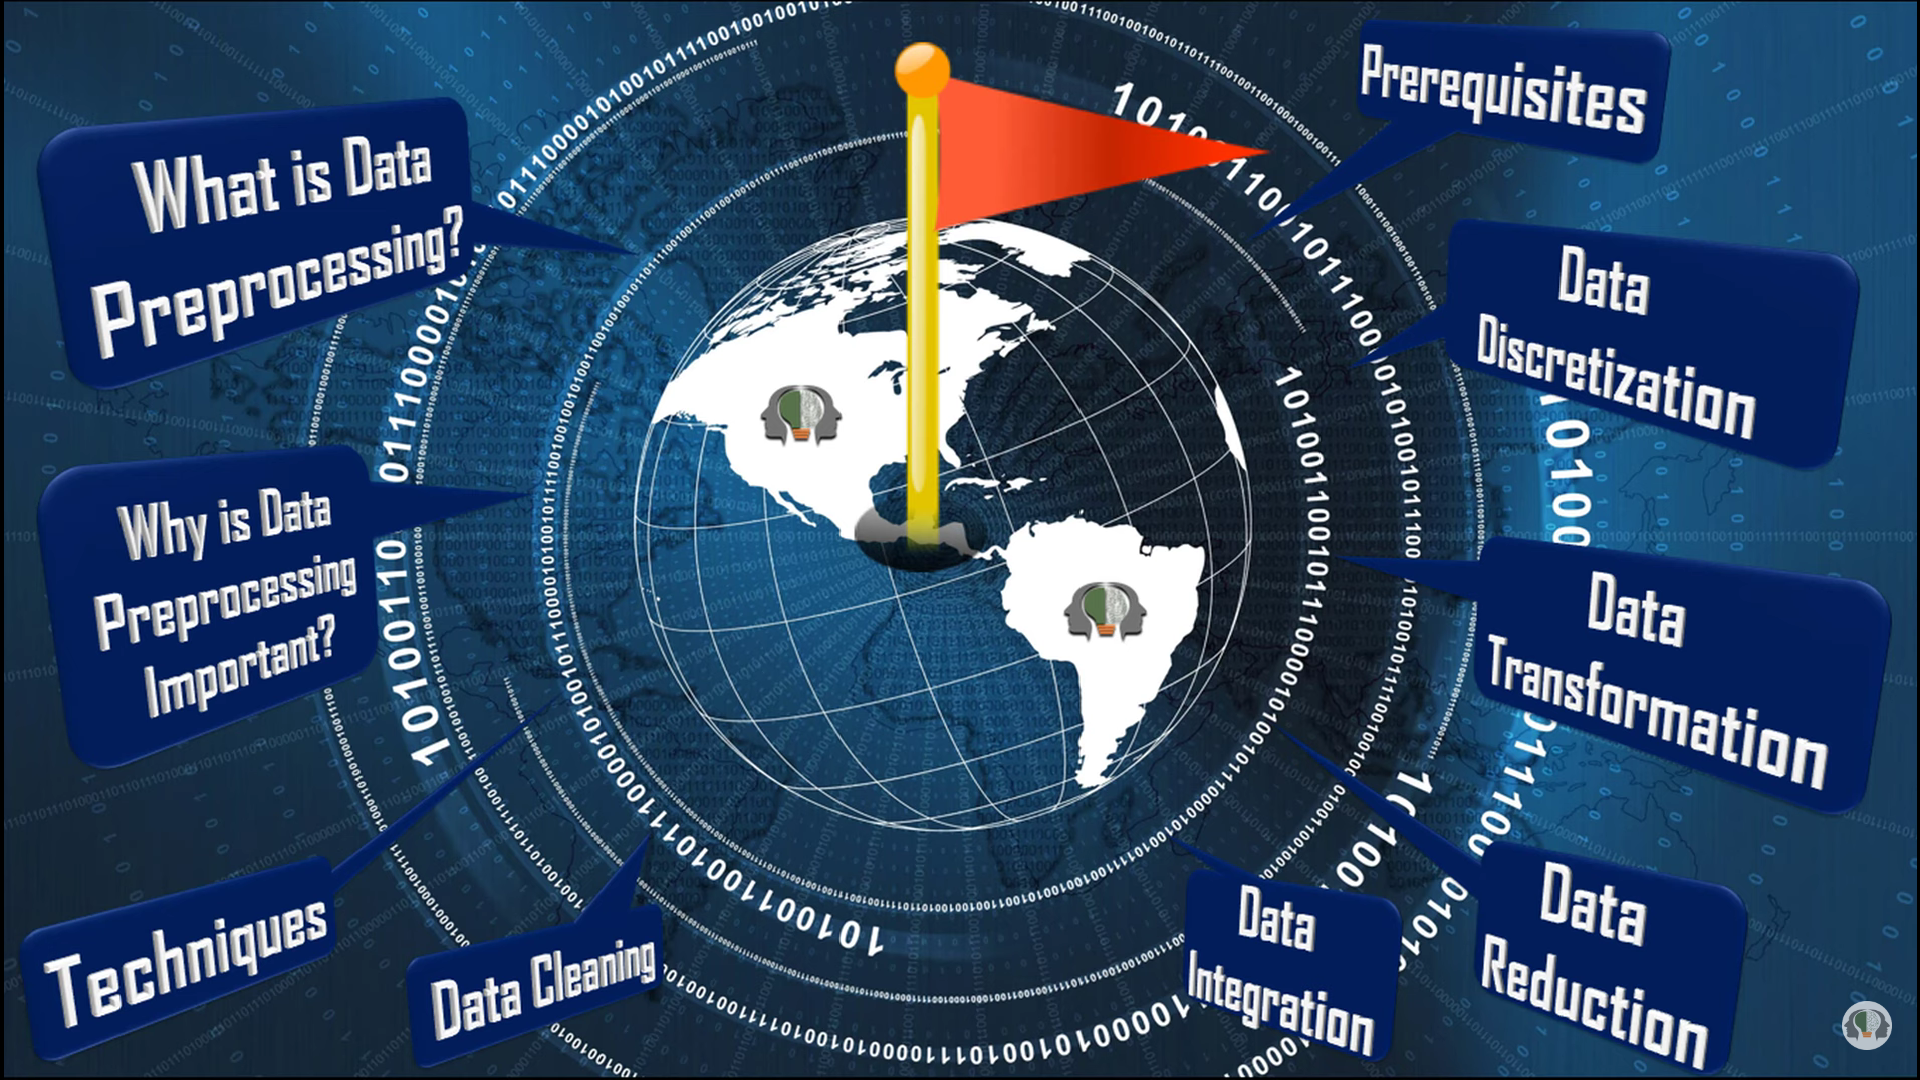 What is Data
Preprocessing?
Why is Data
Preprocessing
Important?
Techniques
Data Cleaning
Data
Integration
Data
Reduction
Data
Transformation
Data
Discretization
Prerequisites